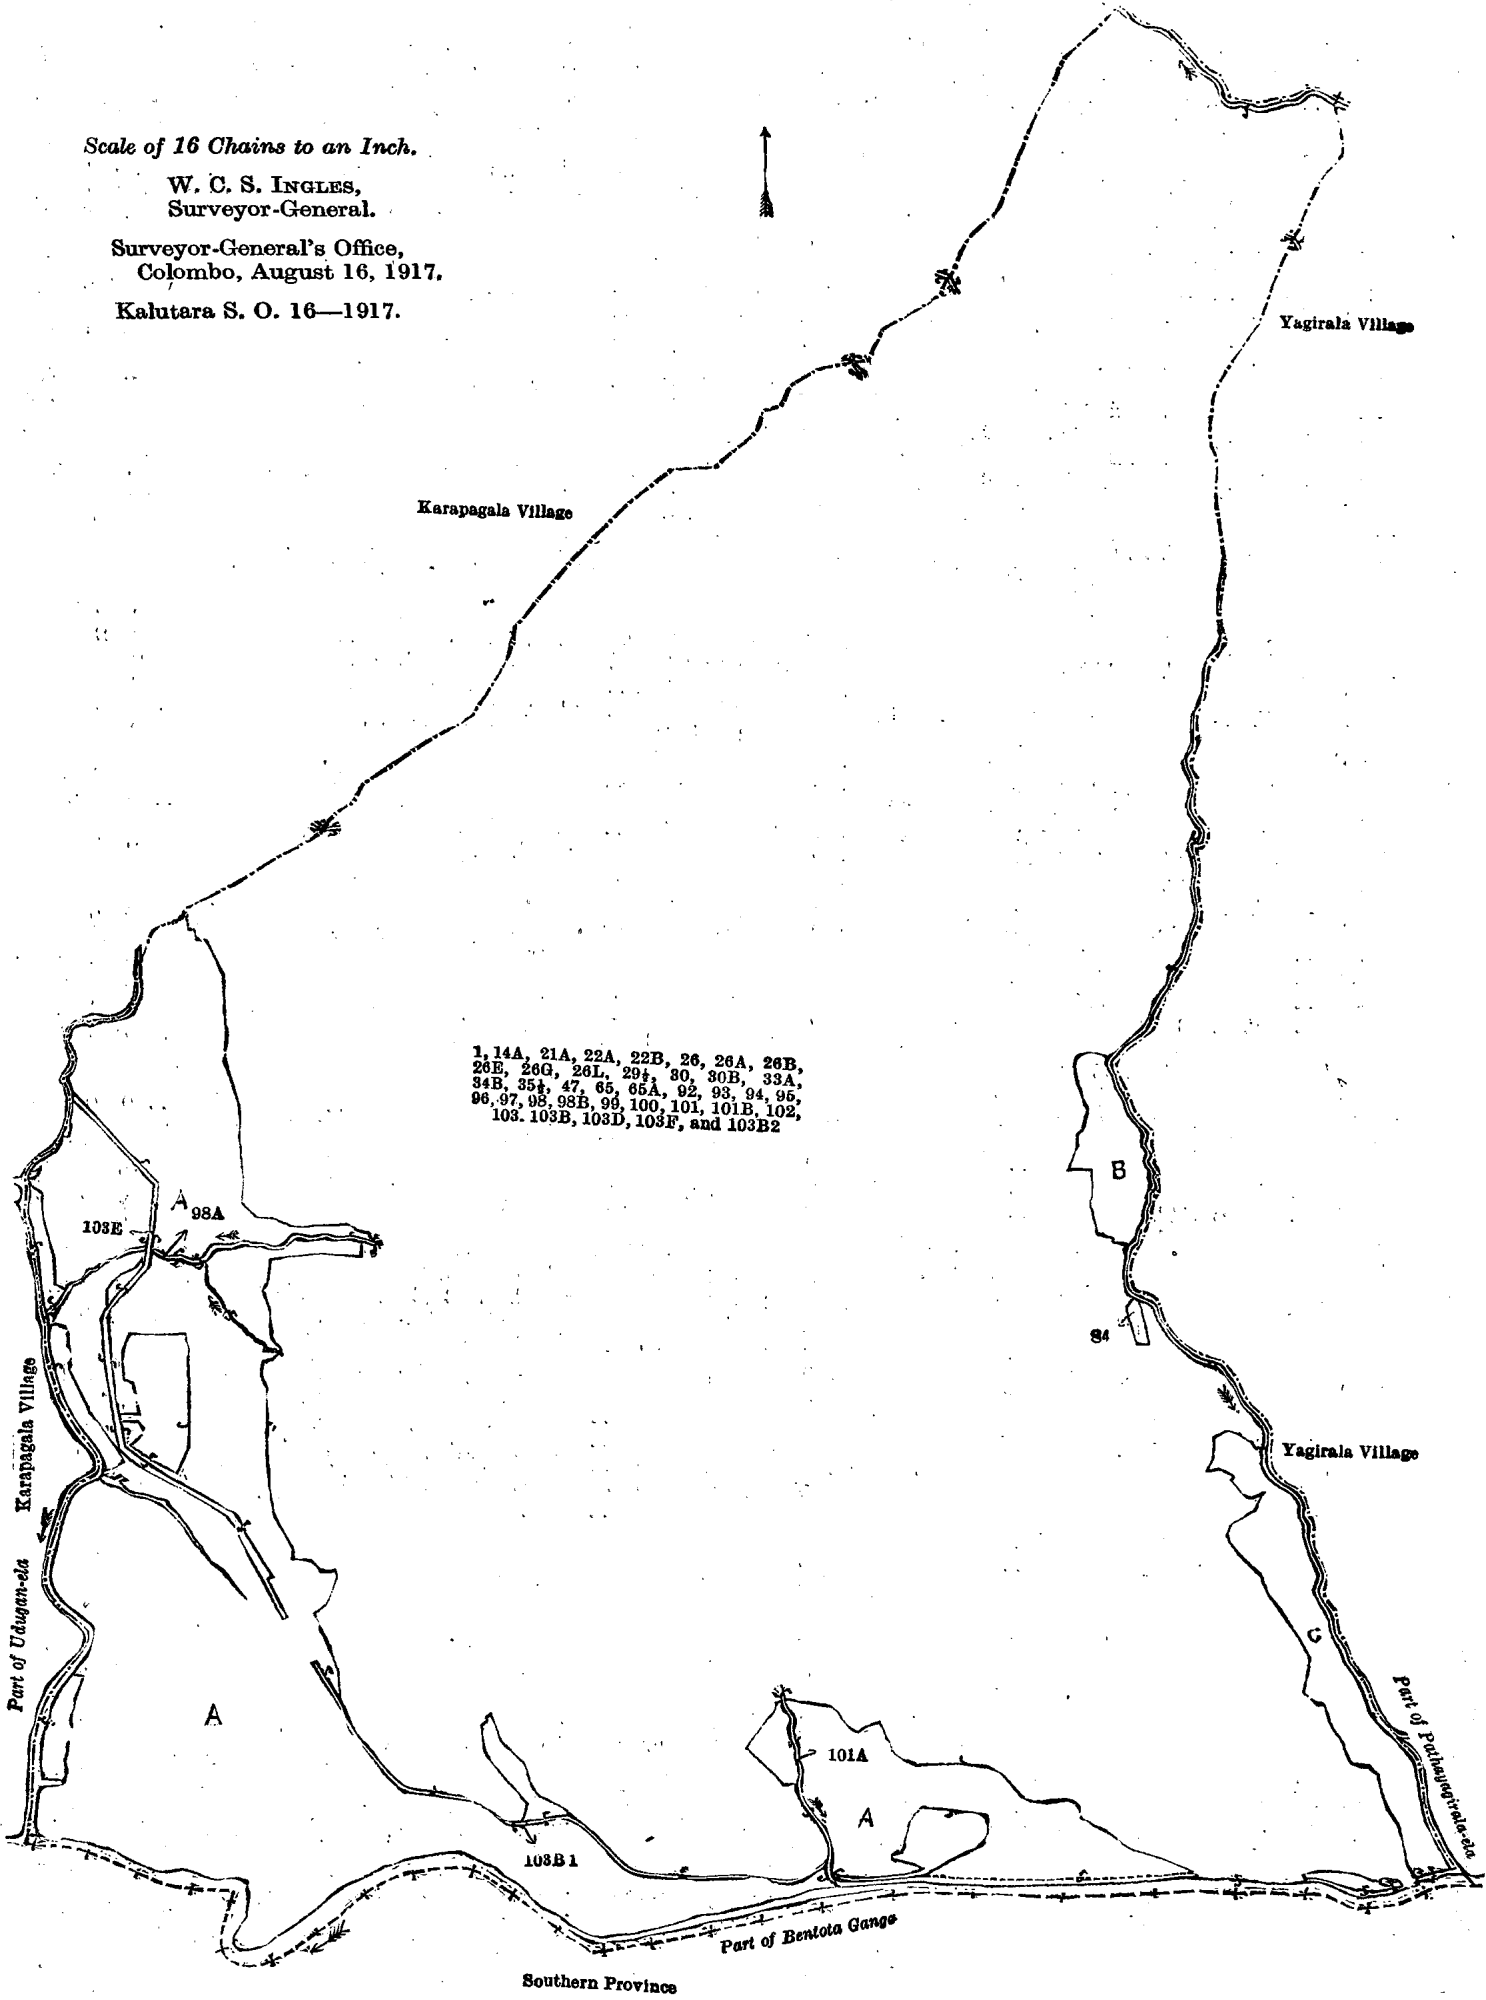 Scale of 16 Chains to an Inch.
W. C. S. INGLES,
Surveyor-General.
Surveyor-General's Office,
Colombo, August 16, 1917.
Kalutara S. O. 16—1917.
Yagirala Village
Karapagala Village
1, 14A, 21A, 22A, 22B, 26, 26A, 26B,
26E, 26G, 26L, 29½, 30, 30B, 33A,
34B, 35½, 47, 65, 65A, 92, 93, 94, 95,
96, 97, 98, 98B, 99, 100, 101, 101B, 102,
103. 103B, 103D, 103F, and 103B2
B
A
98A
103E
84
Karapagala Village
Yagirala Village
Part of Udugan-ela
C
Part of Pathayagirala-ela
A
101A
A
103B1
Part of Bentota Ganga
Southern Province